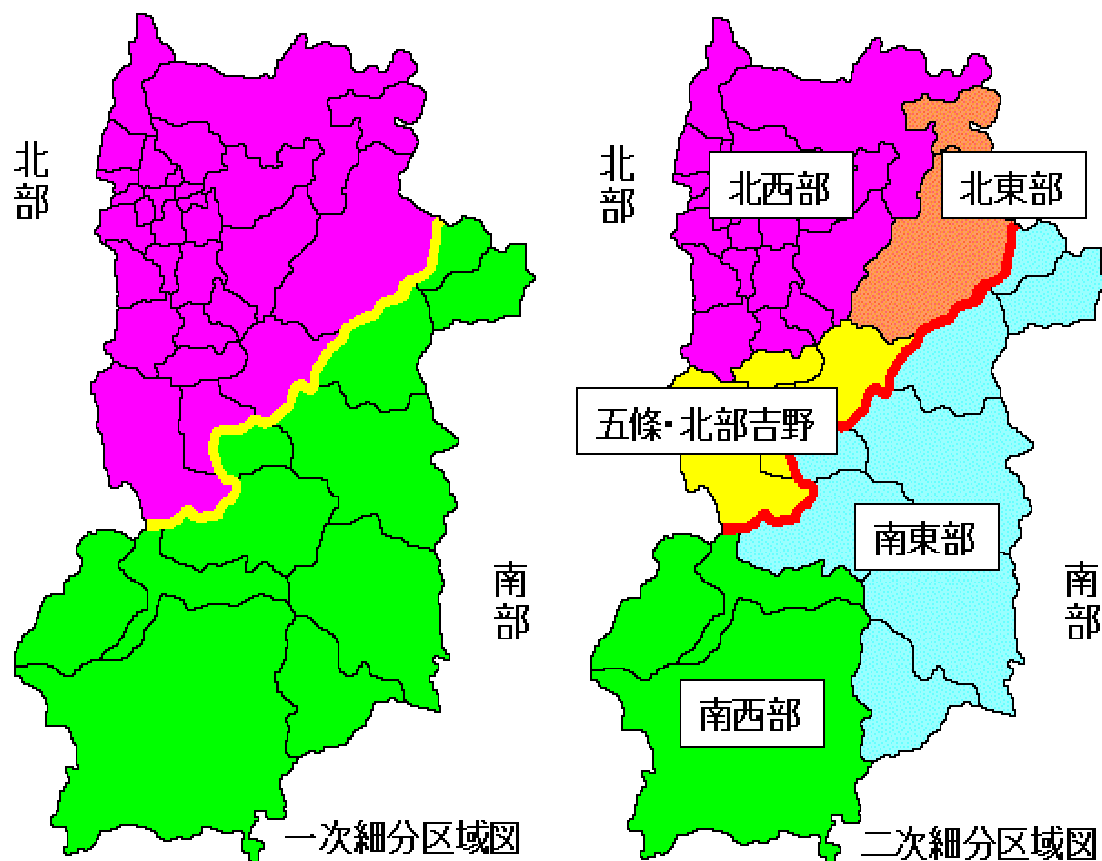 北部
南部
一次細分区域図
北部
北西部
北東部
五條・北部吉野
南東部
南部
南西部
二次細分区域図